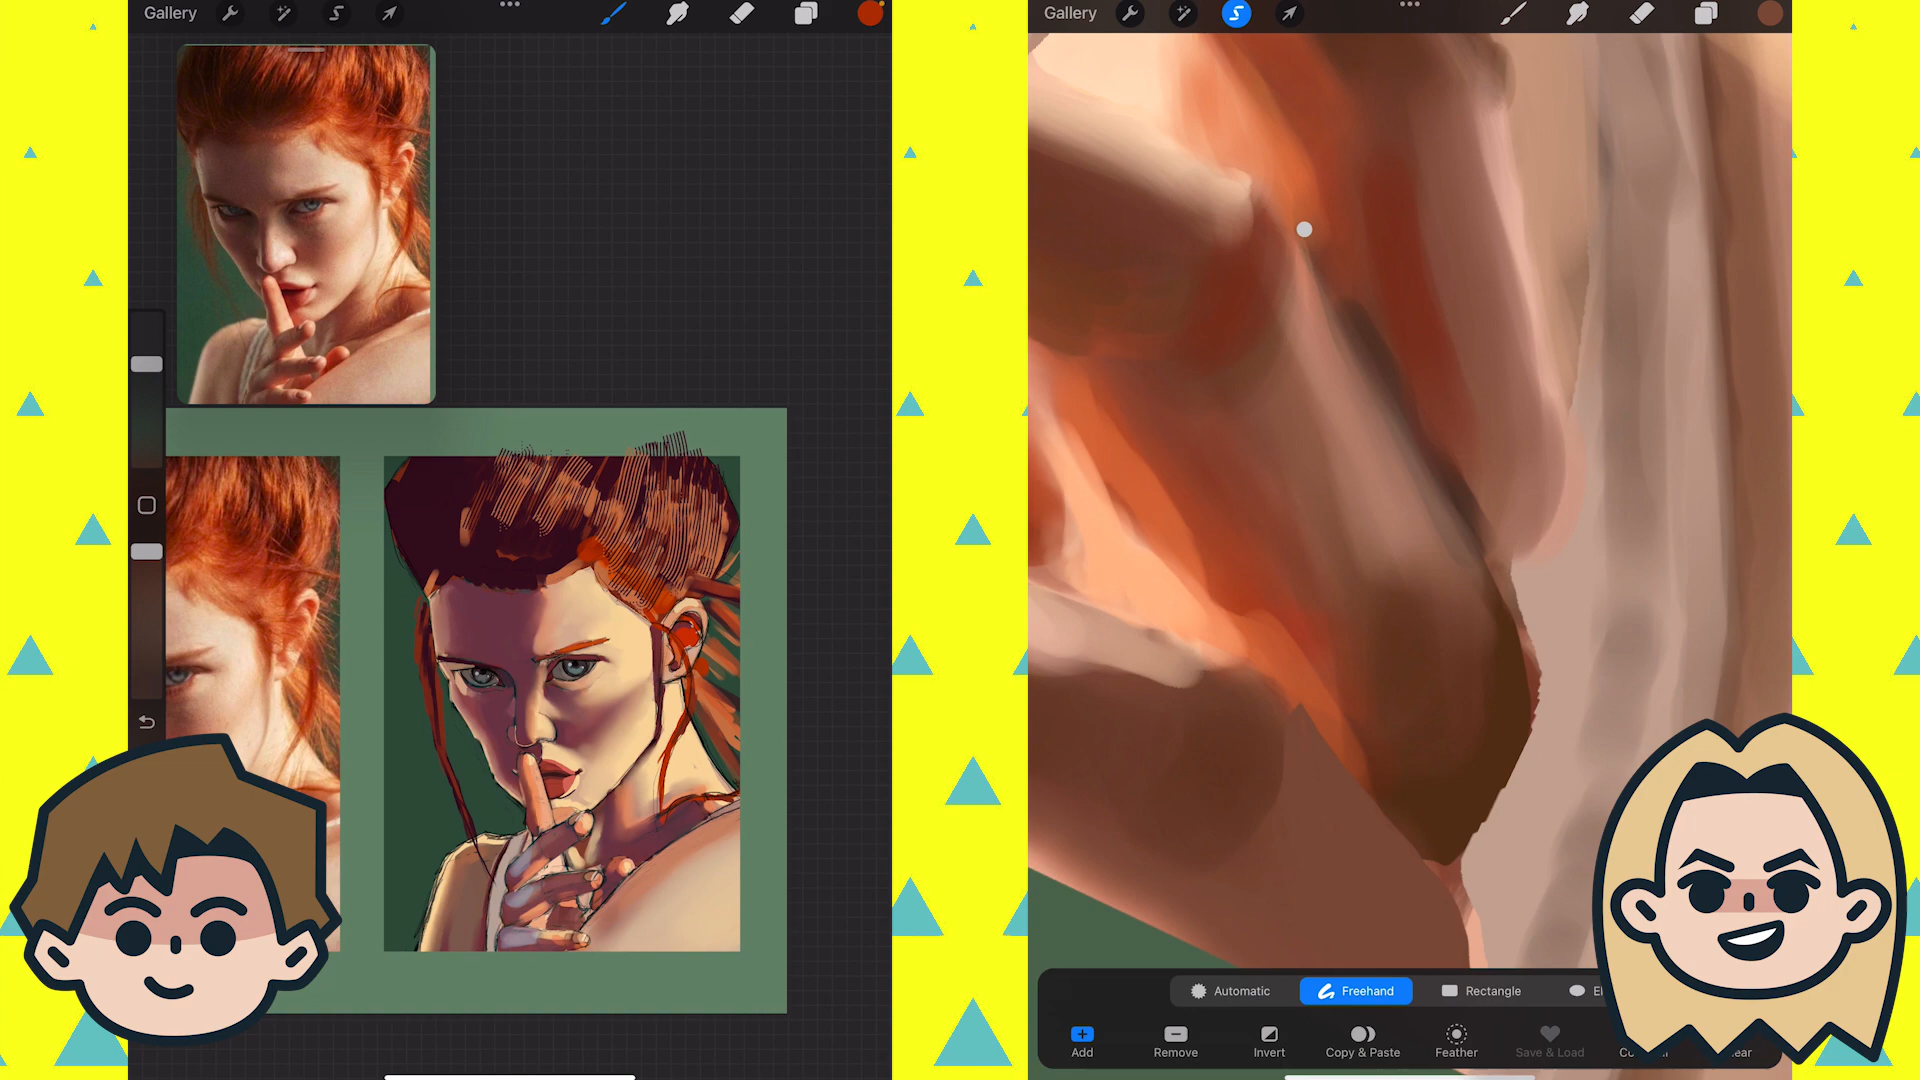 Gallery
Gallery
Automatic
Freehand
Rectangle
Add
Remove
Invert
Copy & Paste
Feather
Save & Load